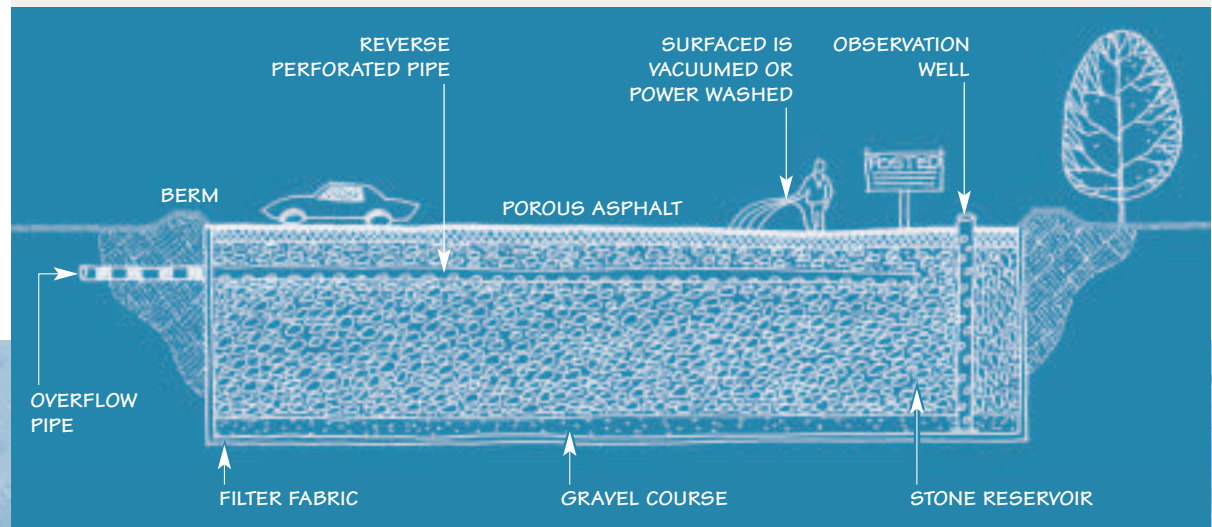 REVERSE
PERFORATED PIPE
SURFACED IS
VACUUMED OR
POWER WASHED
OBSERVATION
WELL
POSTED
BERM
POROUS ASPHALT
OVERFLOW
PIPE
FILTER FABRIC
GRAVEL COURSE
STONE RESERVOIR